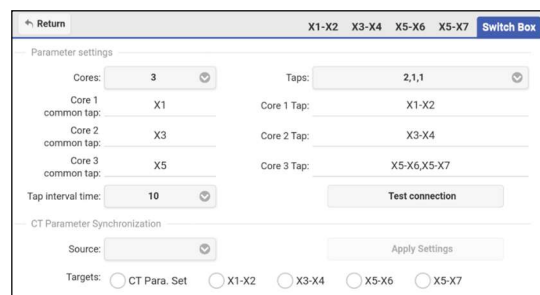 Return X1-X2 X3-X4 X5-X6 X5-X7 Switch Box
Parameter settings
Cores: 3 Taps: 2,1,1
Core 1 common tap: X1 Core 1 Tap: X1-X2
Core 2 common tap: X3 Core 2 Tap: X3-X4
Core 3 common tap: X5 Core 3 Tap: X5-X6,X5-X7
Tap interval time: 10 Test connection
CT Parameter Synchronization
Source: Apply Settings
Targets: CT Para. Set X1-X2 X3-X4 X5-X6 X5-X7